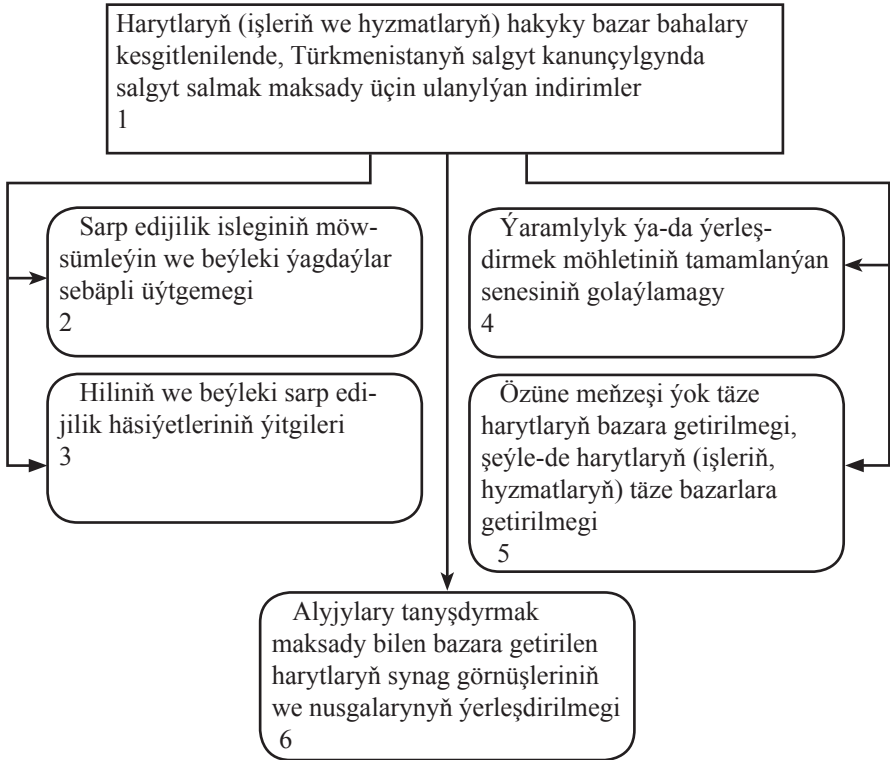 Harytlaryň (işleriň we hyzmatlaryň) hakyky bazar bahalary
kesgitlenilende, Türkmenistanyň salgyt kanunçylgynda
salgyt salmak maksady üçin ulanylýan indirimler
1
Sarp edijilik isleginiň möw-
sümleýin we beýleki ýagdaýlar
sebäpli üýtgemegi
2
Hiliniň we beýleki sarp edi-
jilik häsiýetleriniň ýitgileri
3
Ýaramlylyk ýa-da ýerleş-
dirmek möhletiniň tamamlanýan
senesiniň golaýlamagy
4
Özüne meňzeşi ýok täze
harytlaryň bazara getirilmegi,
şeýle-de harytlaryň (işleriň,
hyzmatlaryň) täze bazarlara
getirilmegi
5
Alyjylary tanyşdyrmak
maksady bilen bazara getirilen
harytlaryň synag görnüşleriniň
we nusgalarynyň ýerleşdirilmegi
6